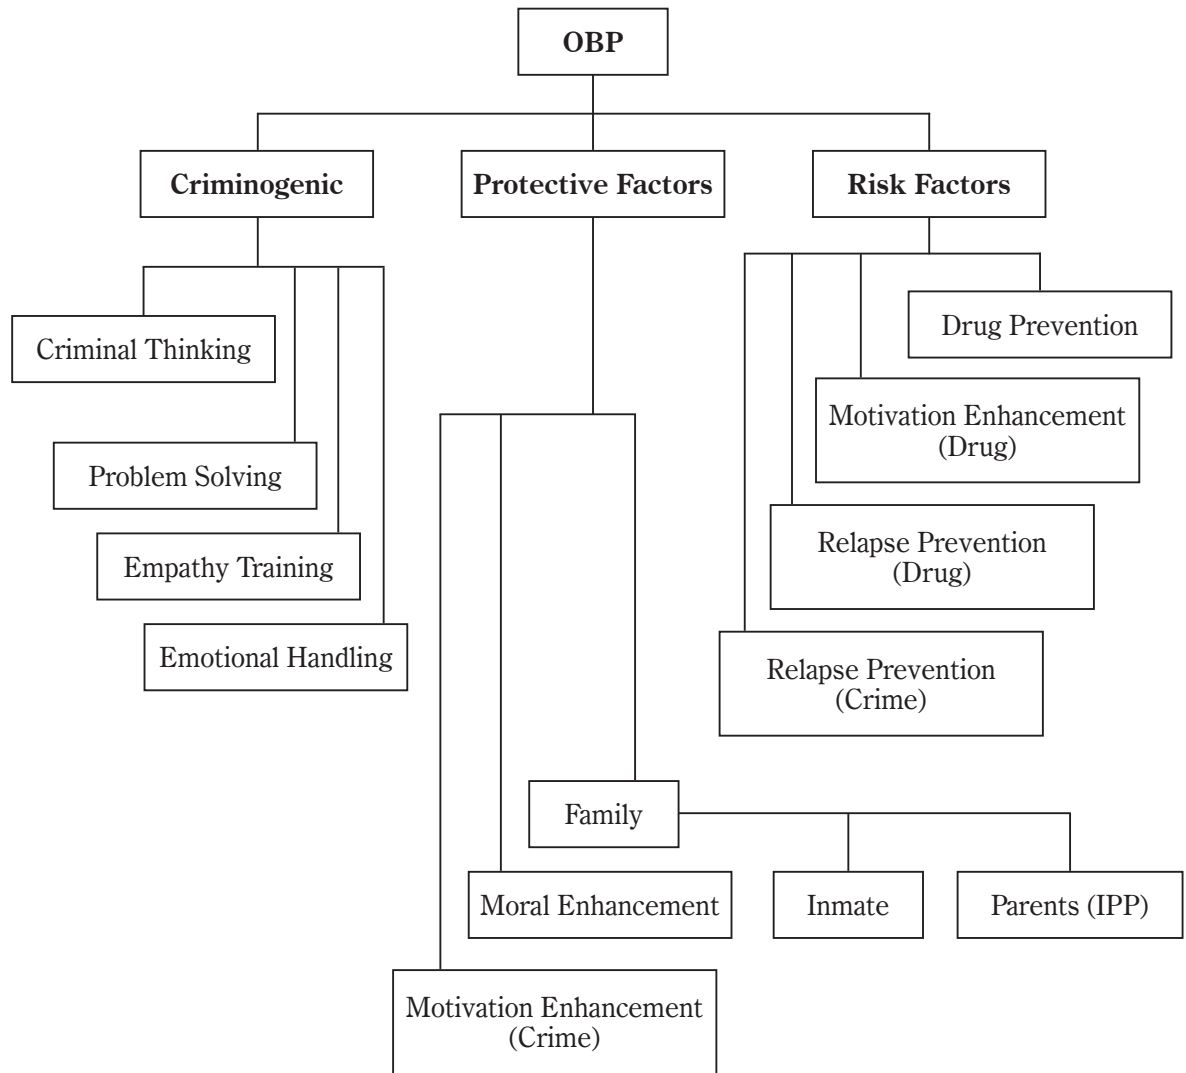 OBP
Criminogenic
Protective Factors
Risk Factors
Criminal Thinking
Problem Solving
Empathy Training
Emotional Handling
Drug Prevention
Motivation Enhancement
(Drug)
Relapse Prevention
(Drug)
Relapse Prevention
(Crime)
Family
Moral Enhancement
Inmate
Parents (IPP)
Motivation Enhancement
(Crime)